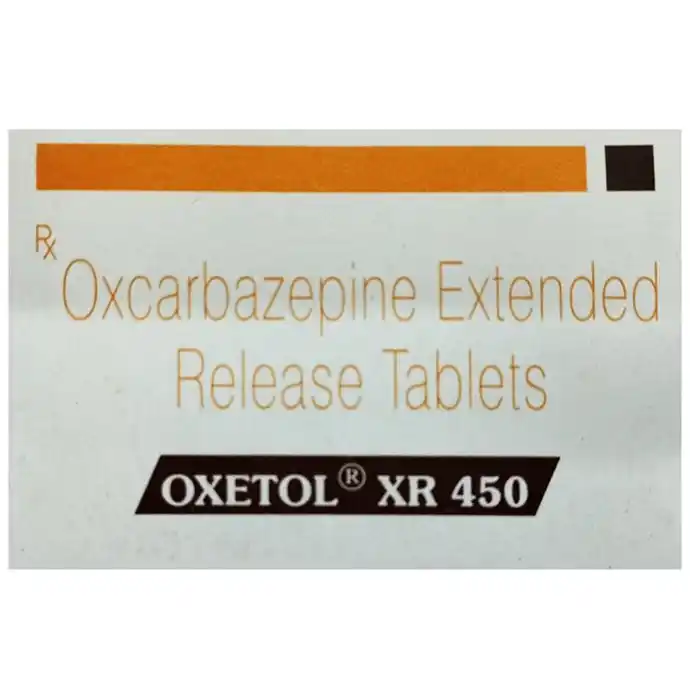 Rx Oxcarbazepine Extended
Release Tablets
OXETOL® XR 450